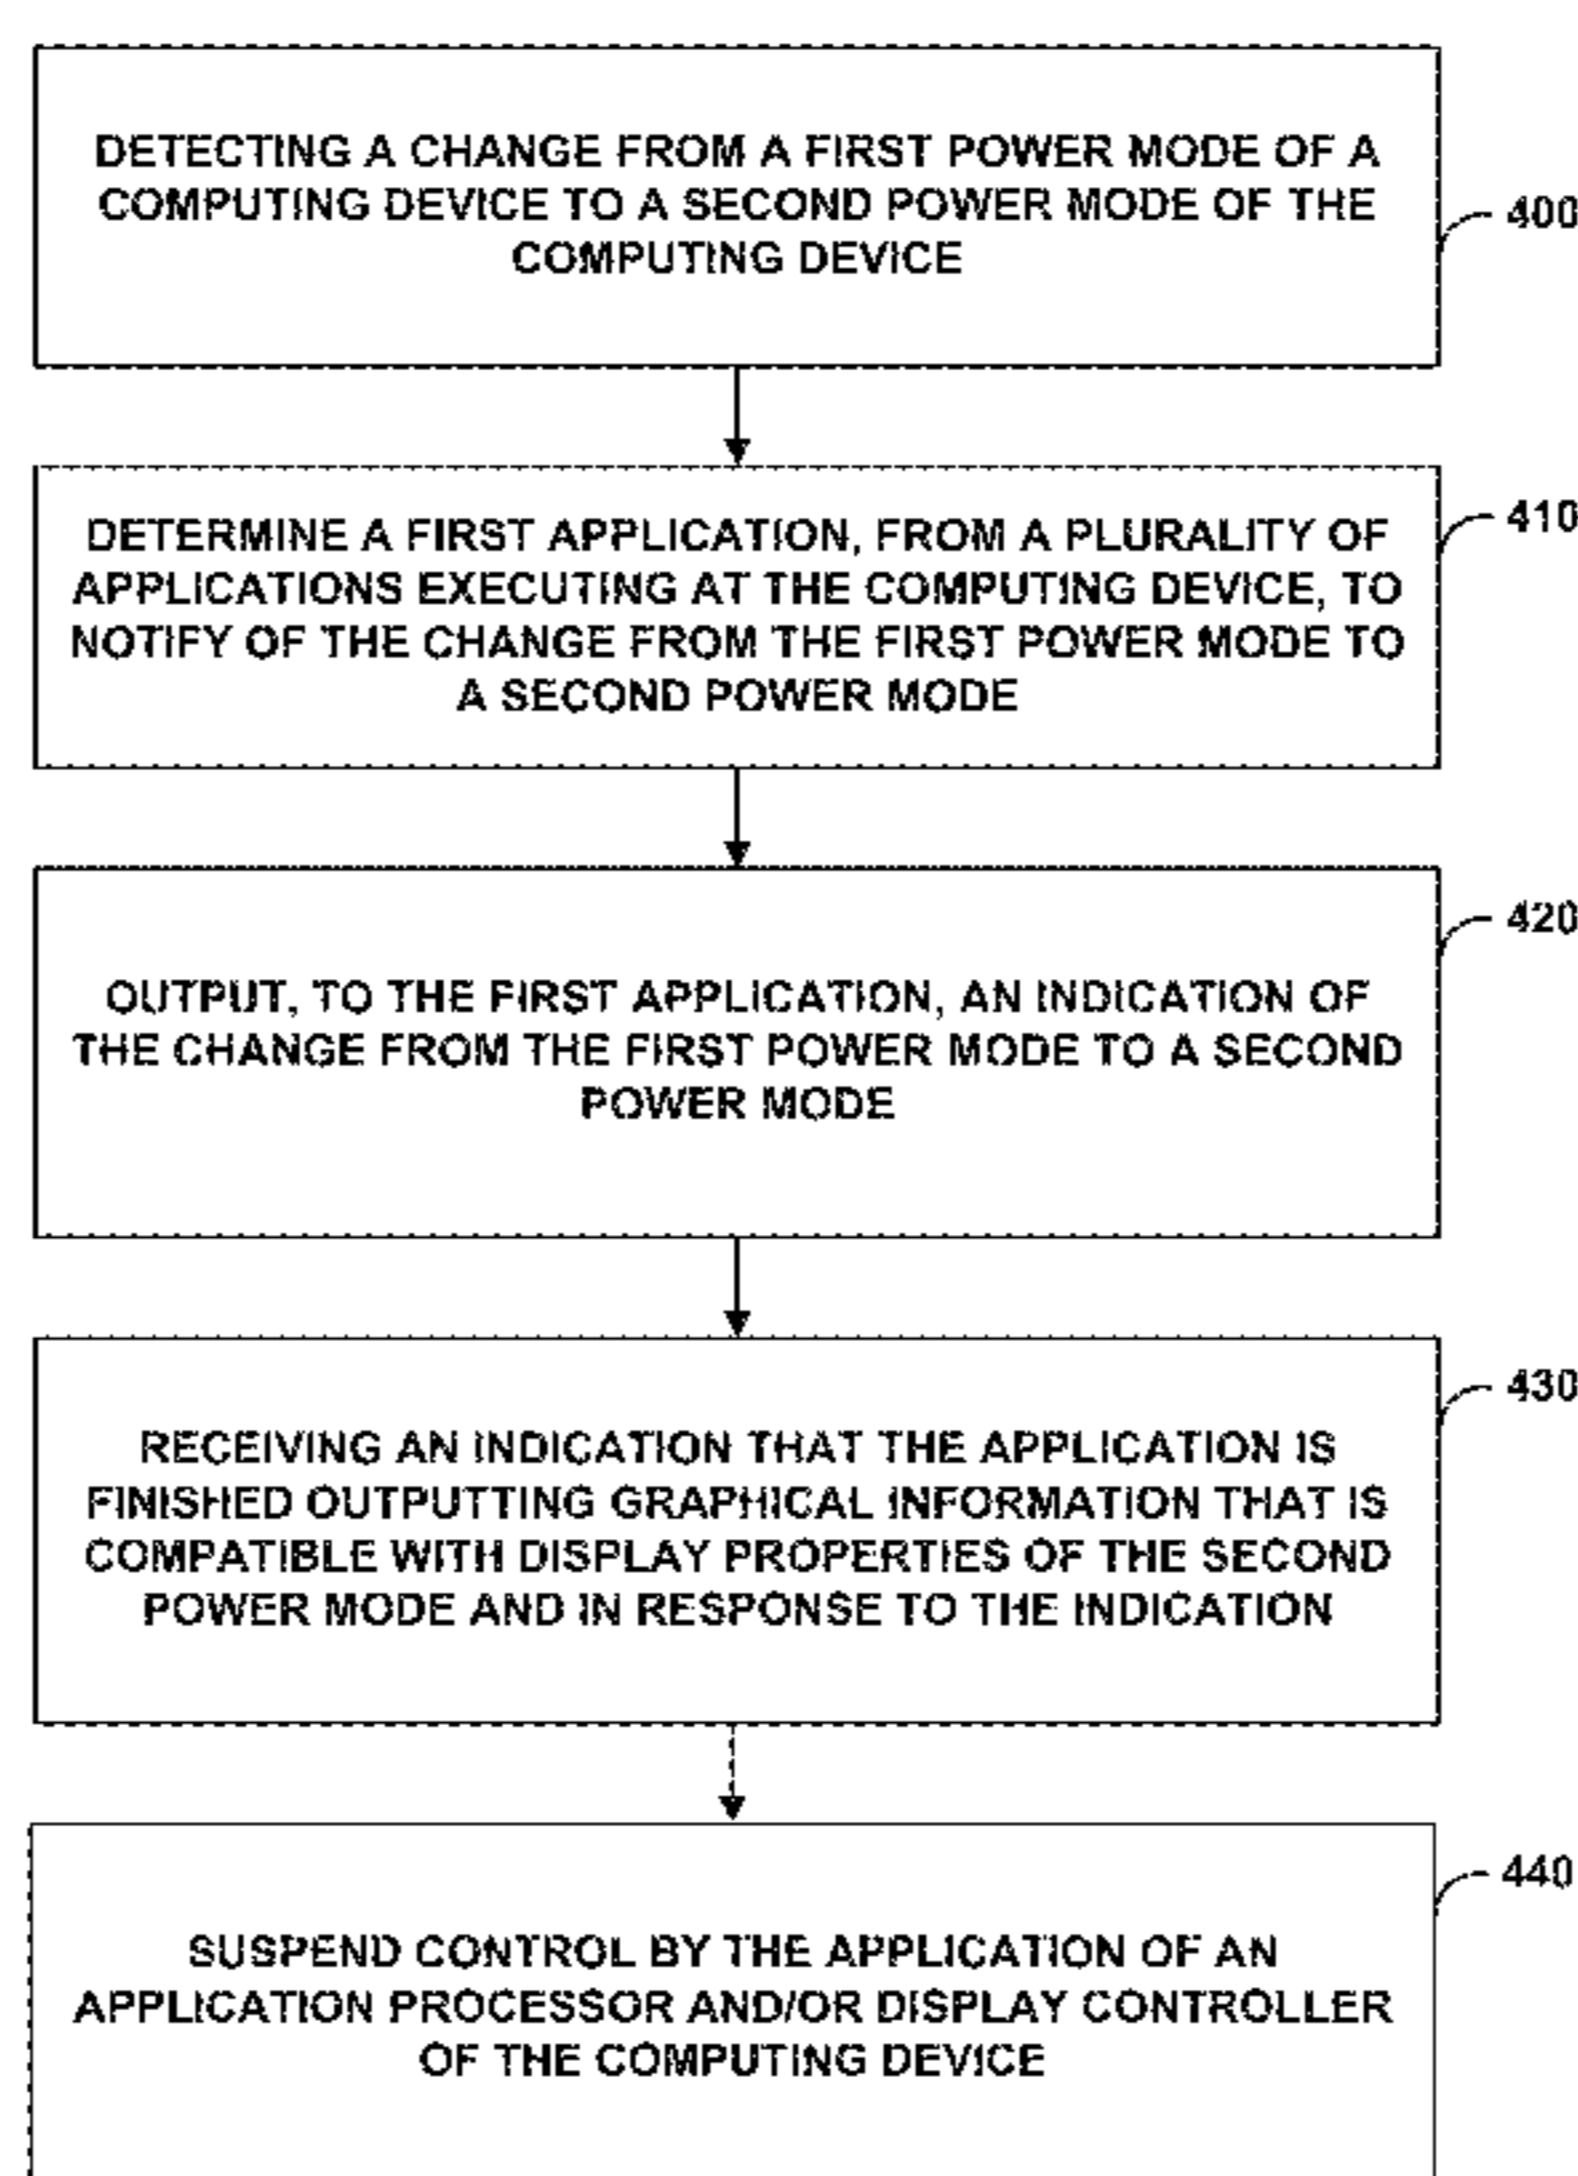 DETECTING A CHANGE FROM A FIRST POWER MODE OF A
COMPUTING DEVICE TO A SECOND POWER MODE OF THE
COMPUTING DEVICE
400
DETERMINE A FIRST APPLICATION, FROM A PLURALITY OF
APPLICATIONS EXECUTING AT THE COMPUTING DEVICE, TO
NOTIFY OF THE CHANGE FROM THE FIRST POWER MODE TO
A SECOND POWER MODE
410
OUTPUT, TO THE FIRST APPLICATION, AN INDICATION OF
THE CHANGE FROM THE FIRST POWER MODE TO A SECOND
POWER MODE
420
RECEIVING AN INDICATION THAT THE APPLICATION IS
FINISHED OUTPUTTING GRAPHICAL INFORMATION THAT IS
COMPATIBLE WITH DISPLAY PROPERTIES OF THE SECOND
POWER MODE AND IN RESPONSE TO THE INDICATION
430
SUSPEND CONTROL BY THE APPLICATION OF AN
APPLICATION PROCESSOR AND/OR DISPLAY CONTROLLER
OF THE COMPUTING DEVICE
440